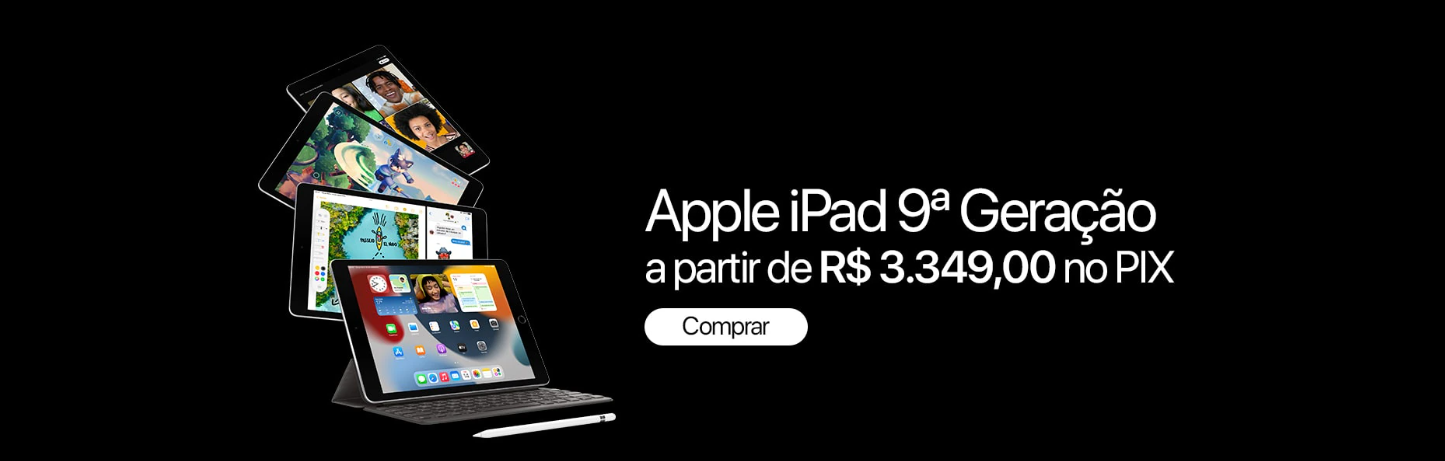 Apple iPad 9ª Geração
a partir de R$ 3.349,00 no PIX
Comprar